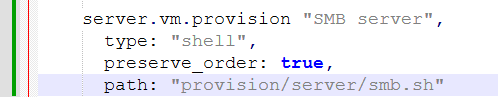 server.vm.provision "SMB server",
type: "shell",
preserve_order: true,
path: "provision/server/smb.sh"